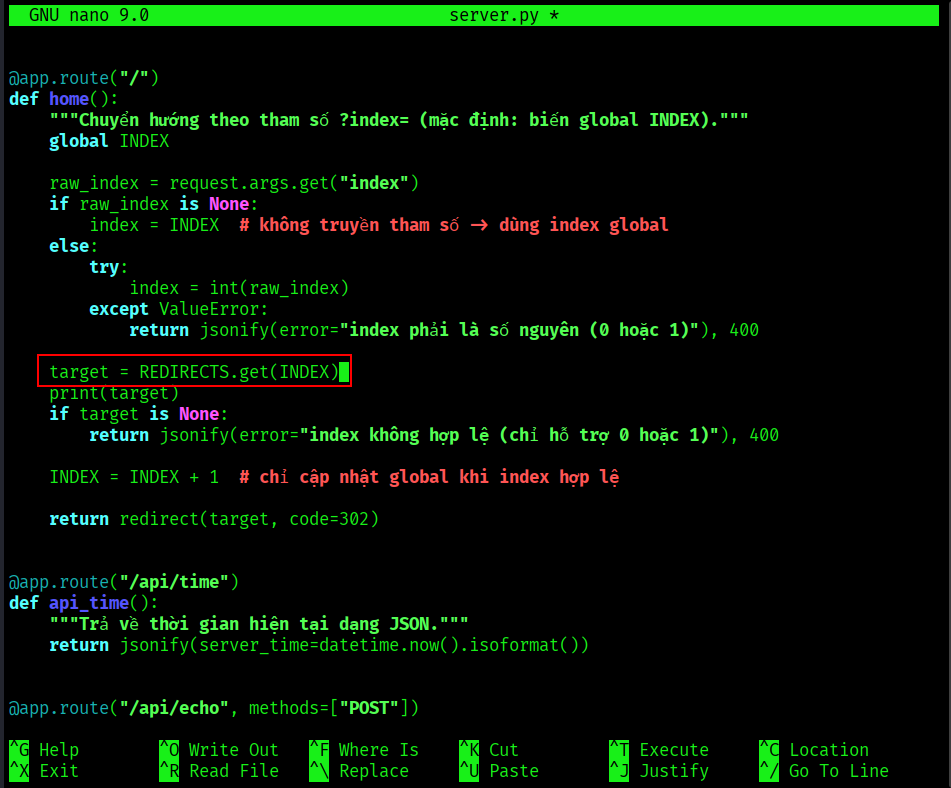 GNU nano 9.0 server.py *
@app.route("/")
def home():
"""Chuyển hướng theo tham số ?index= (mặc định: biến global INDEX)."""
global INDEX
raw_index = request.args.get("index")
if raw_index is None:
index = INDEX  # không truyền tham số → dùng index global
else:
try:
index = int(raw_index)
except ValueError:
return jsonify(error="index phải là số nguyên (0 hoặc 1)"), 400
target = REDIRECTS.get(INDEX)
print(target)
if target is None:
return jsonify(error="index không hợp lệ (chỉ hỗ trợ 0 hoặc 1)"), 400
INDEX = INDEX + 1  # chỉ cập nhật global khi index hợp lệ
return redirect(target, code=302)
@app.route("/api/time")
def api_time():
"""Trả về thời gian hiện tại dạng JSON."""
return jsonify(server_time=datetime.now().isoformat())
@app.route("/api/echo", methods=["POST"])
^G Help ^O Write Out ^F Where Is ^K Cut ^T Execute ^C Location
^X Exit ^R Read File ^\ Replace ^U Paste ^J Justify ^/ Go To Line